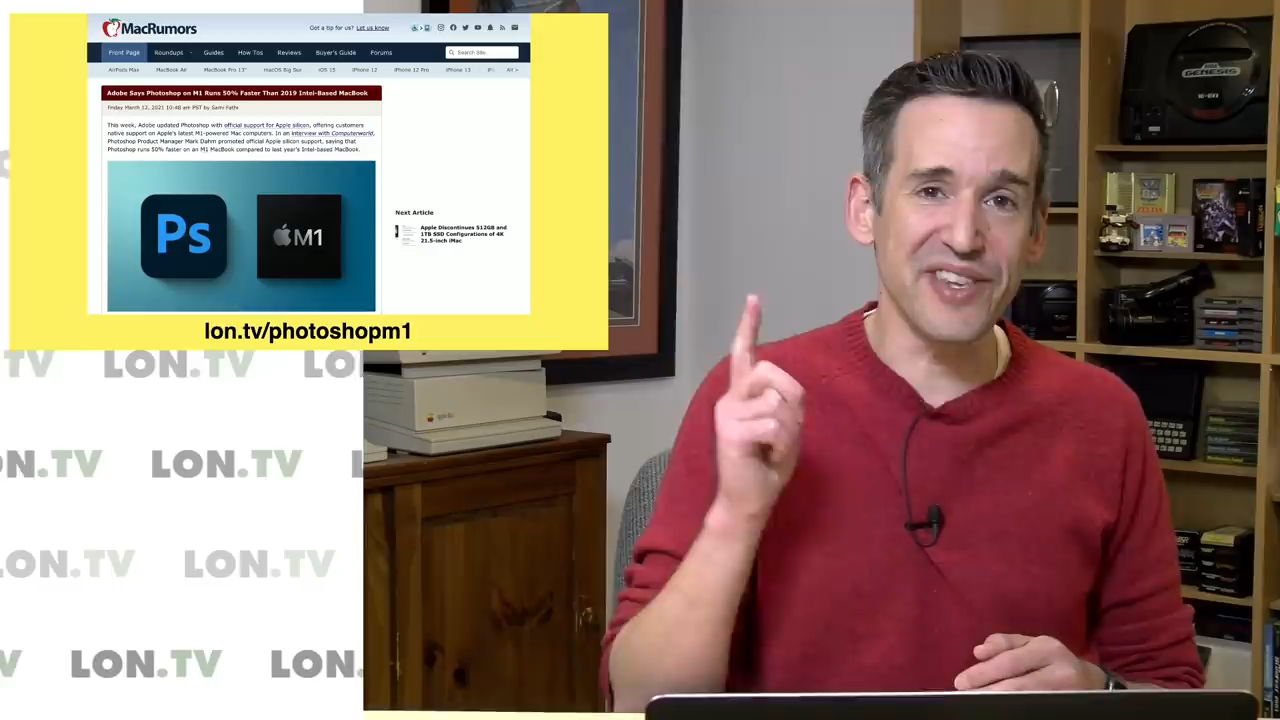 MacRumors
Got a tip for us? Let us know
Front Page Roundups Guides How Tos Reviews Buyer's Guide Forums
Search Site...
AirPods Max MacBook Air MacBook Pro 13" macOS Big Sur iOS 15 iPhone 12 iPhone 12 Pro iPhone 13 All
Adobe Says Photoshop on M1 Runs 50% Faster Than 2019 Intel-Based MacBook
Friday March 12, 2021 10:48 am PST by Sami Fathi
This week, Adobe updated Photoshop with official support for Apple silicon, offering customers
native support on Apple's latest M1-powered Mac computers. In an interview with Computerworld,
Photoshop Product Manager Mark Dahm promoted official Apple silicon support, saying that
Photoshop runs 50% faster on an M1 MacBook compared to last year's Intel-based MacBook.
Ps
M1
Next Article
Apple Discontinues 512GB and
1TB SSD Configurations of 4K
21.5-inch iMac
lon.tv/photoshopm1
TV LON.TV LO
ON.TV LON.TV L
LON.TV LON.TV
V LON.TV LON.
GENESIS
ZELDA